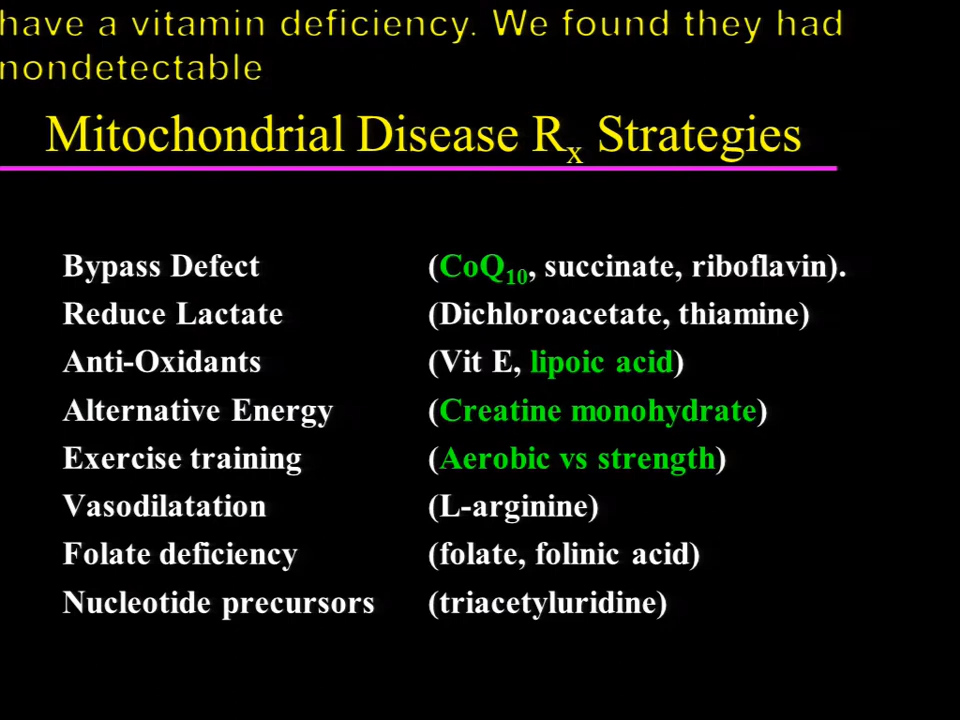 have a vitamin deficiency. We found they had
nondetectable
Mitochondrial Disease Rx Strategies
Bypass Defect (CoQ10, succinate, riboflavin).
Reduce Lactate (Dichloroacetate, thiamine)
Anti-Oxidants (Vit E, lipoic acid)
Alternative Energy (Creatine monohydrate)
Exercise training (Aerobic vs strength)
Vasodilatation (L-arginine)
Folate deficiency (folate, folinic acid)
Nucleotide precursors (triacetyluridine)